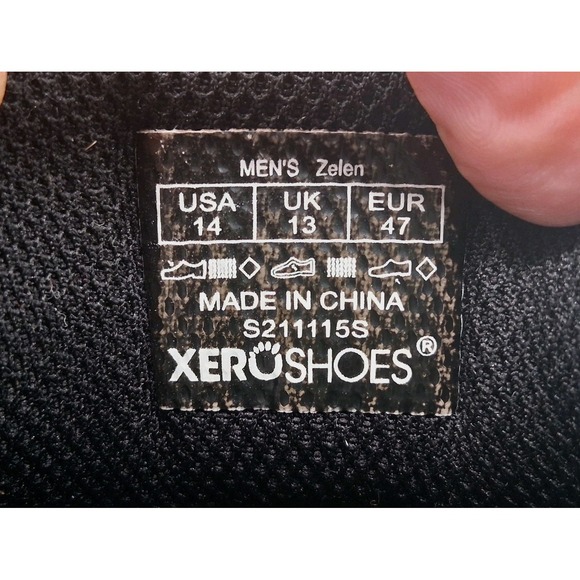 MEN'S Zelen
USA UK EUR
14 13 47
MADE IN CHINA
S211115S
XEROSHOES®